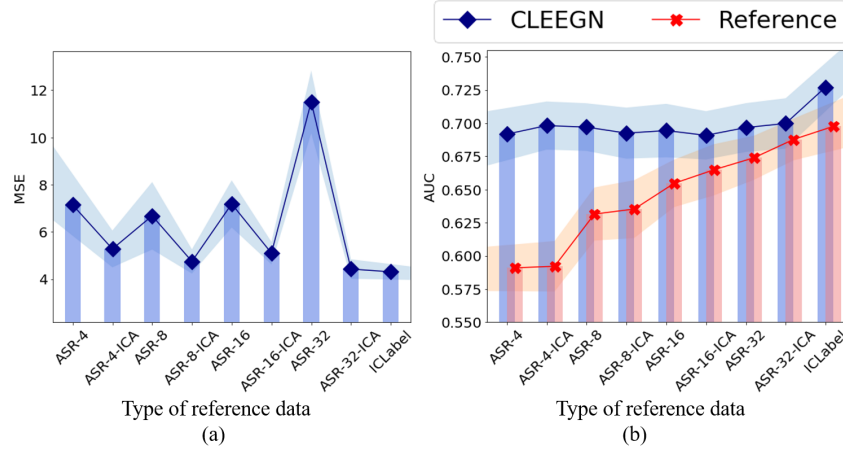 CLEEGN Reference
MSE
12
10
8
6
4
ASR-4
ASR-4-ICA
ASR-8
ASR-8-ICA
ASR-16
ASR-16-ICA
ASR-32
ASR-32-ICA
ICLabel
Type of reference data
(a)
AUC
0.750
0.725
0.700
0.675
0.650
0.625
0.600
0.575
0.550
ASR-4
ASR-4-ICA
ASR-8
ASR-8-ICA
ASR-16
ASR-16-ICA
ASR-32
ASR-32-ICA
ICLabel
Type of reference data
(b)